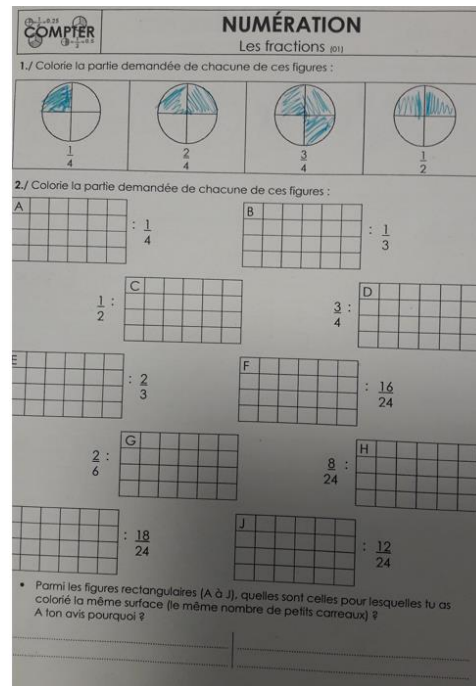 COMPTER
NUMÉRATION
Les fractions [01]
1./ Colorie la partie demandée de chacune de ces figures :
1/4 2/4 3/4 1/2
2./ Colorie la partie demandée de chacune de ces figures :
A : 1/4 B : 1/3
1/2 : C 3/4 : D
E : 2/3 F : 16/24
2/6 : G 8/24 : H
: 18/24 J : 12/24
• Parmi les figures rectangulaires (A à J), quelles sont celles pour lesquelles tu as
colorié la même surface (le même nombre de petits carreaux) ?
A ton avis pourquoi ?